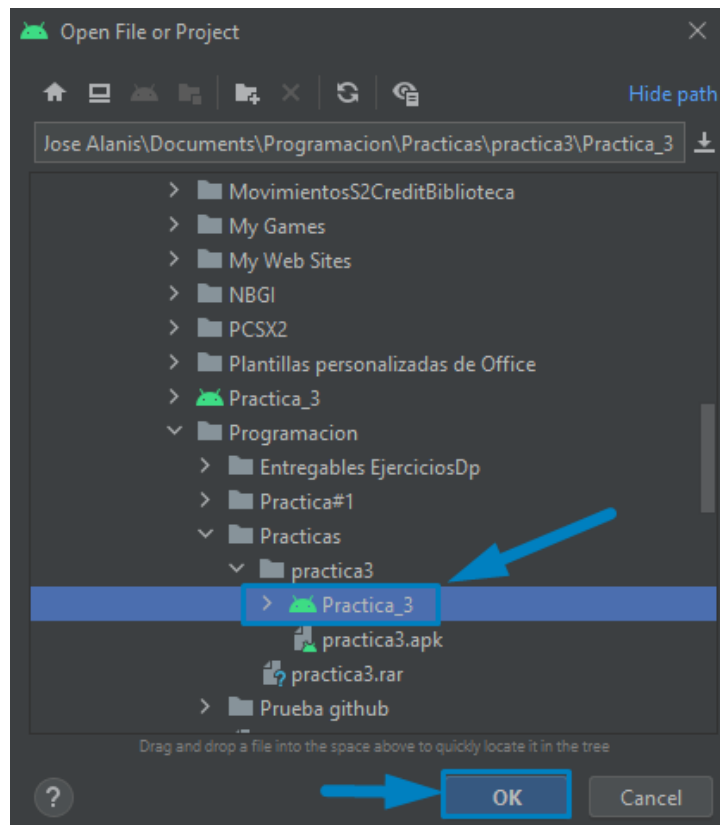 Open File or Project
Hide path
Jose Alanis\Documents\Programacion\Practicas\practica3\Practica_3
MovimientosS2CreditBiblioteca
My Games
My Web Sites
NBGI
PCSX2
Plantillas personalizadas de Office
Practica_3
Programacion
Entregables EjerciciosDp
Practica#1
Practicas
practica3
Practica_3
practica3.apk
practica3.rar
Prueba github
Drag and drop a file into the space above to quickly locate it in the tree
? OK Cancel